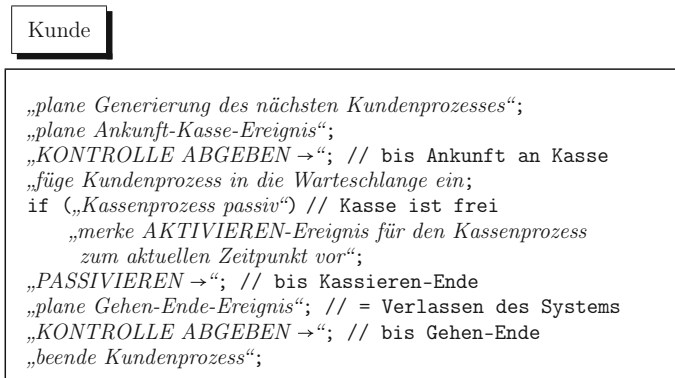 Kunde
„plane Generierung des nächsten Kundenprozesses“;
„plane Ankunft-Kasse-Ereignis“;
„KONTROLLE ABGEBEN →“; // bis Ankunft an Kasse
„füge Kundenprozess in die Warteschlange ein;
if („Kassenprozess passiv“) // Kasse ist frei
„merke AKTIVIEREN-Ereignis für den Kassenprozess
zum aktuellen Zeitpunkt vor“;
„PASSIVIEREN →“; // bis Kassieren-Ende
„plane Gehen-Ende-Ereignis“; // = Verlassen des Systems
„KONTROLLE ABGEBEN →“; // bis Gehen-Ende
„beende Kundenprozess“;